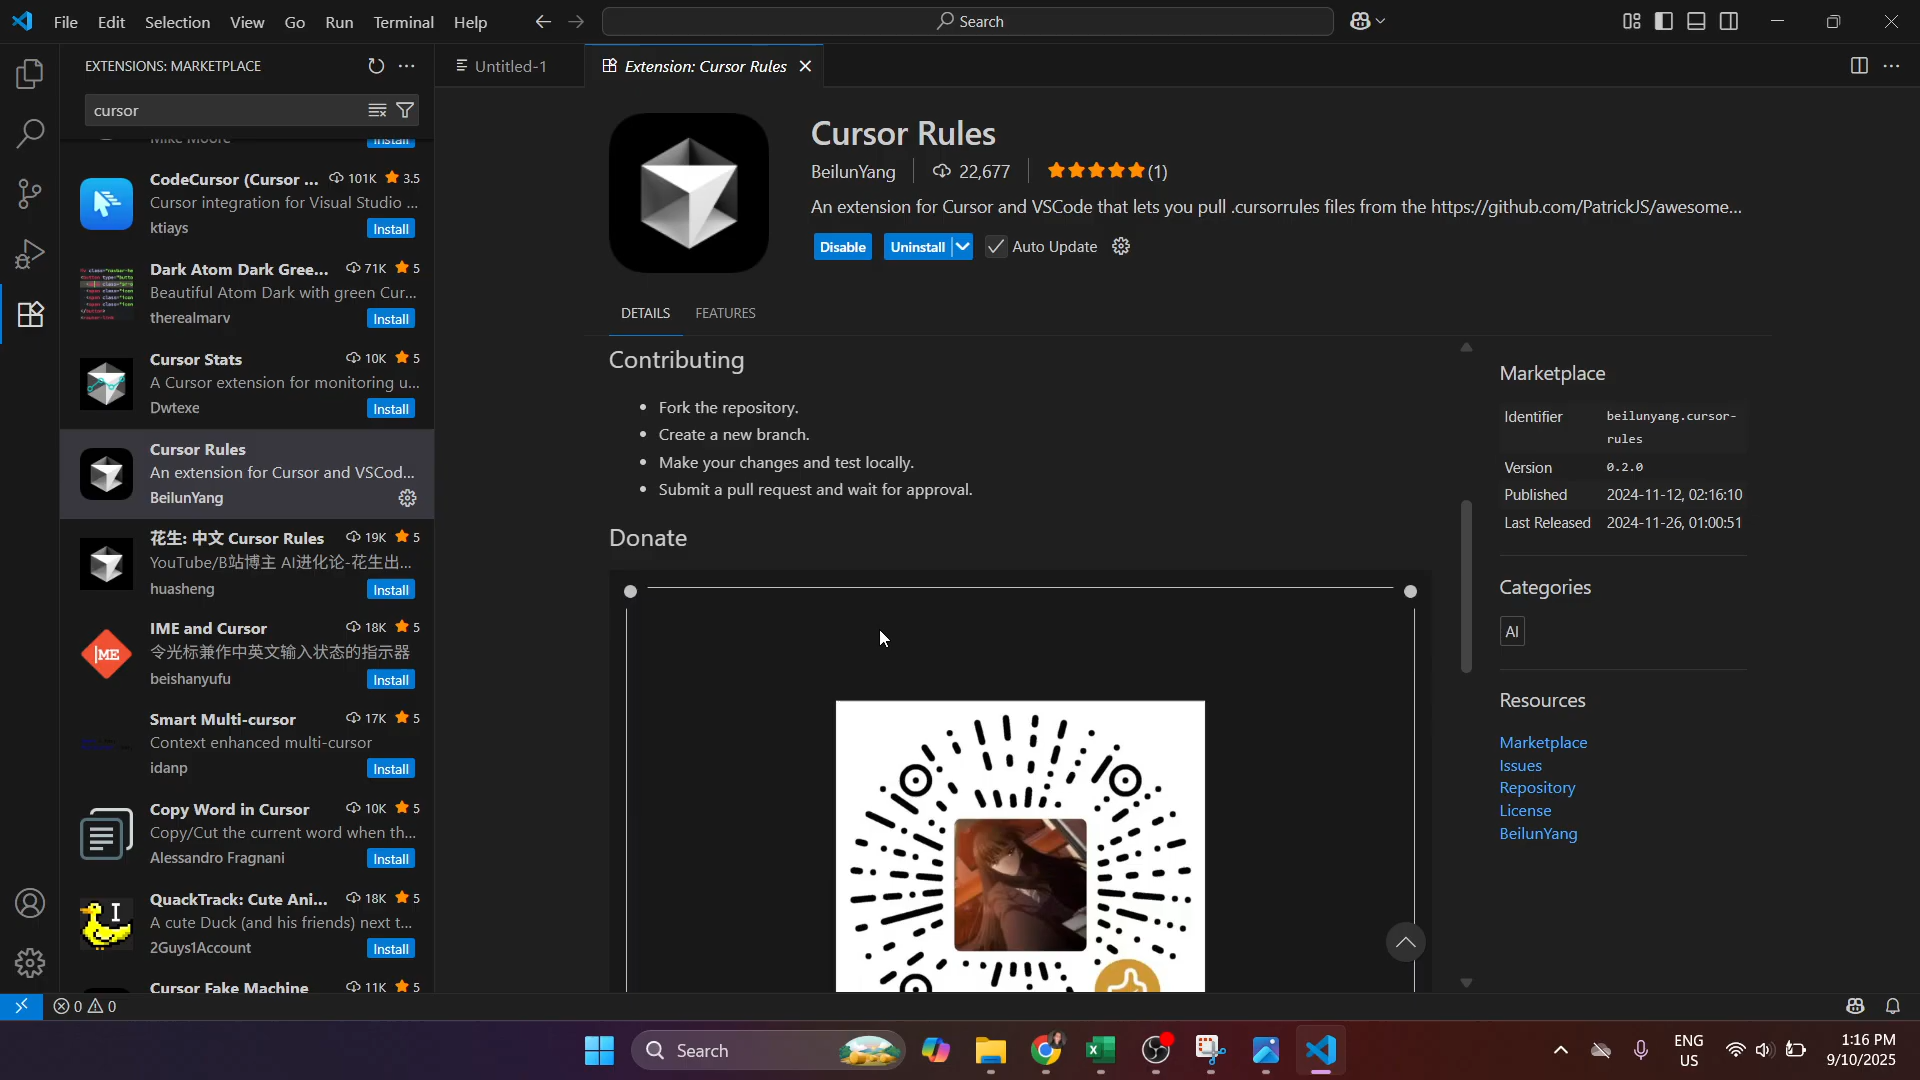 File Edit Selection View Go Run Terminal Help
Search
EXTENSIONS: MARKETPLACE
cursor
Install
CodeCursor (Cursor ... 101K 3.5
Cursor integration for Visual Studio ...
ktiays
Install
Dark Atom Dark Gree... 71K 5
Beautiful Atom Dark with green Cur...
therealmarv
Install
Cursor Stats 10K 5
A Cursor extension for monitoring u...
Dwtexe
Install
Cursor Rules
An extension for Cursor and VSCod...
BeilunYang
花生: 中文 Cursor Rules 19K 5
YouTube/B站博主 AI进化论-花生出...
huasheng
Install
IME and Cursor 18K 5
令光标兼作中英文输入状态的指示器
beishanyufu
Install
Smart Multi-cursor 17K 5
Context enhanced multi-cursor
idanp
Install
Copy Word in Cursor 10K 5
Copy/Cut the current word when th...
Alessandro Fragnani
Install
QuackTrack: Cute Ani... 18K 5
A cute Duck (and his friends) next t...
2Guys1Account
Install
Cursor Fake Machine 11K 5
Untitled-1
Extension: Cursor Rules
Cursor Rules
BeilunYang 22,677 (1)
An extension for Cursor and VSCode that lets you pull .cursorrules files from the https://github.com/PatrickJS/awesome...
Disable Uninstall Auto Update
DETAILS FEATURES
Contributing
• Fork the repository.
• Create a new branch.
• Make your changes and test locally.
• Submit a pull request and wait for approval.
Donate
Marketplace
Identifier beilunyang.cursor-
rules
Version 0.2.0
Published 2024-11-12, 02:16:10
Last Released 2024-11-26, 01:00:51
Categories
AI
Resources
Marketplace
Issues
Repository
License
BeilunYang
0 0
Search
ENG
US
1:16 PM
9/10/2025